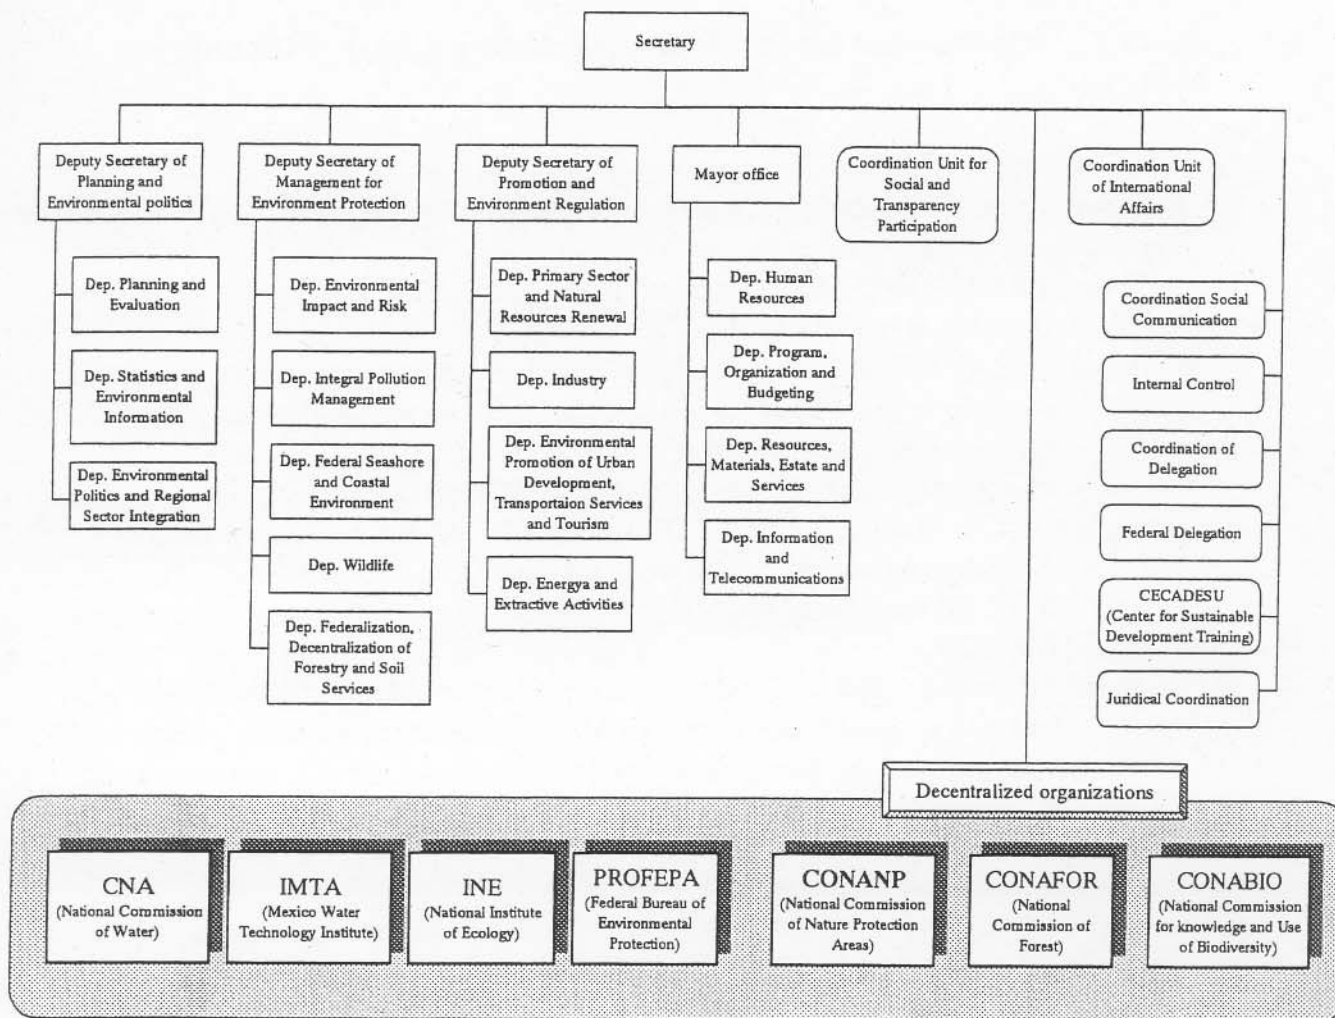 Secretary
Deputy Secretary of
Planning and
Environmental politics
Deputy Secretary of
Management for
Environment Protection
Deputy Secretary of
Promotion and
Environment Regulation
Mayor office
Coordination Unit for
Social and
Transparency
Participation
Coordination Unit
of International
Affairs
Dep. Planning and
Evaluation
Dep. Statistics and
Environmental
Information
Dep. Environmental
Politics and Regional
Sector Integration
Dep. Environmental
Impact and Risk
Dep. Integral Pollution
Management
Dep. Federal Seashore
and Coastal
Environment
Dep. Wildlife
Dep. Federalization,
Decentralization of
Forestry and Soil
Services
Dep. Primary Sector
and Natural
Resources Renewal
Dep. Industry
Dep. Environmental
Promotion of Urban
Development,
Transportaion Services
and Tourism
Dep. Energya and
Extractive Activities
Dep. Human
Resources
Dep. Program,
Organization and
Budgeting
Dep. Resources,
Materials, Estate and
Services
Dep. Information
and
Telecommunications
Coordination Social
Communication
Internal Control
Coordination of
Delegation
Federal Delegation
CECADESU
(Center for Sustainable
Development Training)
Juridical Coordination
Decentralized organizations
CNA
(National Commission
of Water)
IMTA
(Mexico Water
Technology Institute)
INE
(National Institute
of Ecology)
PROFEPA
(Federal Bureau of
Environmental
Protection)
CONANP
(National Commission
of Nature Protection
Areas)
CONAFOR
(National
Commission of
Forest)
CONABIO
(National Commission
for knowledge and Use
of Biodiversity)